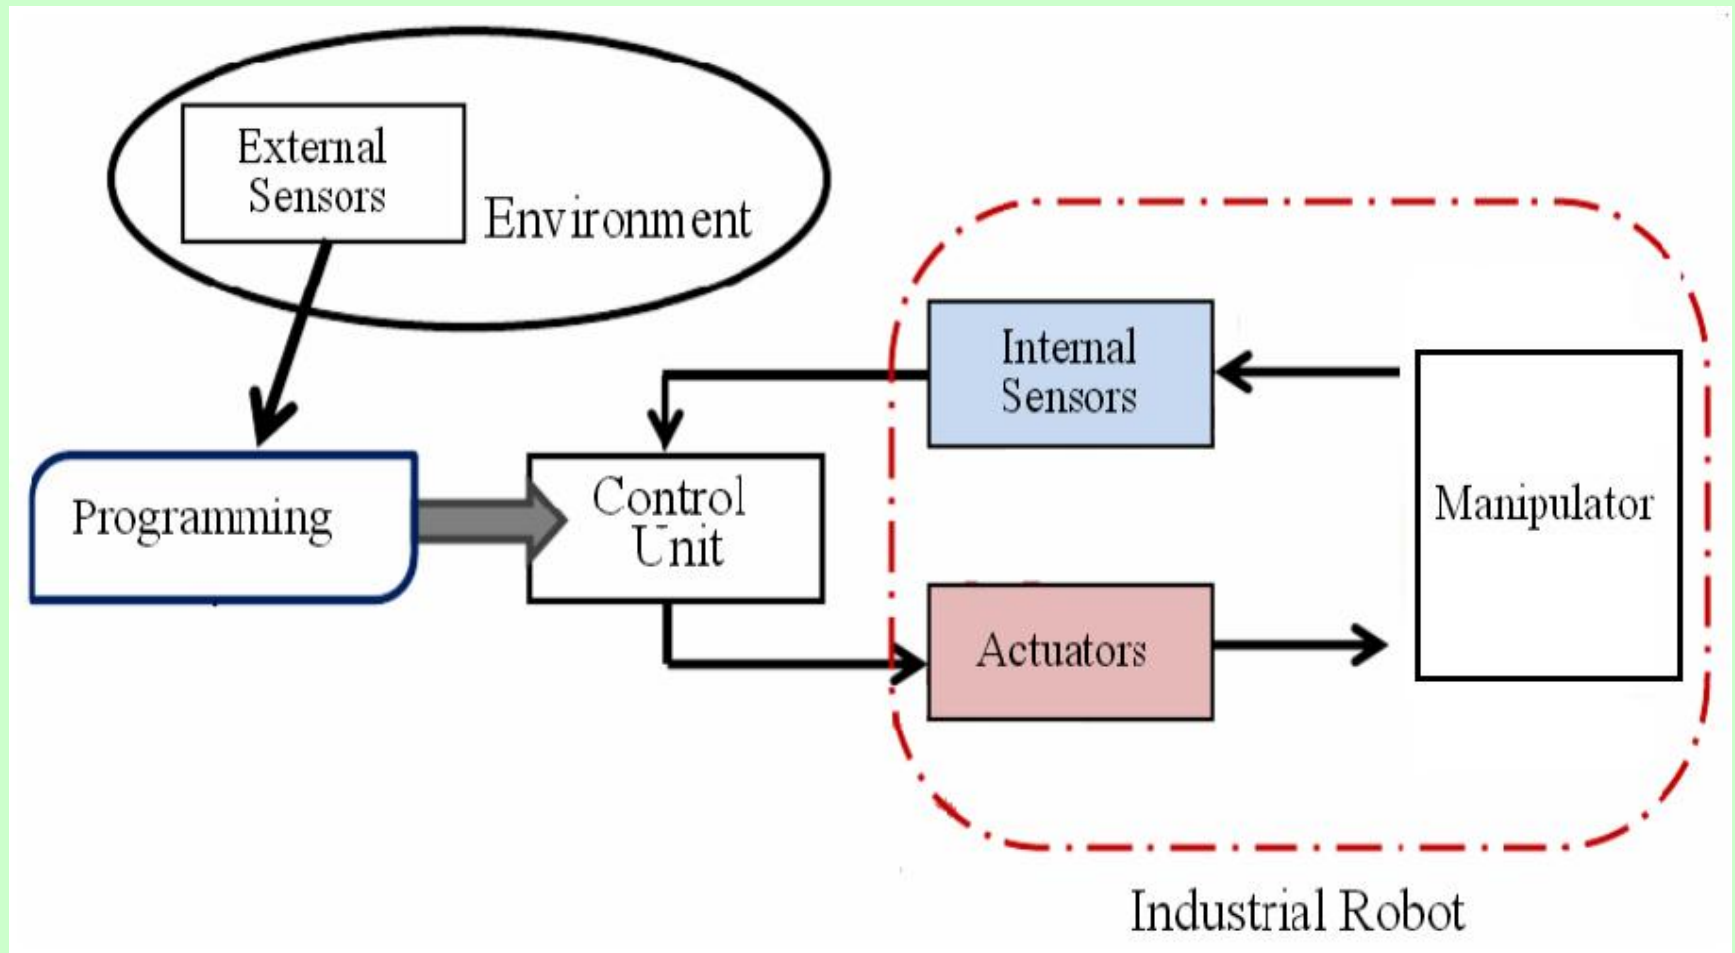 External
Sensors
Environment
Internal
Sensors
Programming
Control
Unit
Manipulator
Actuators
Industrial Robot